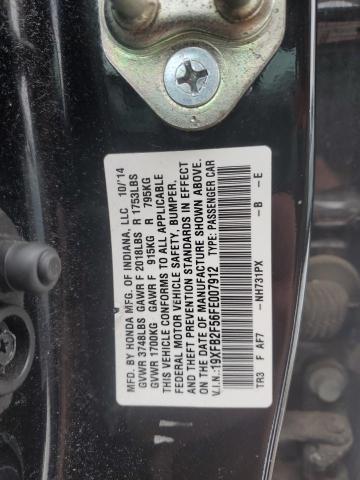 MFD. BY HONDA MFG. OF INDIANA, LLC 10/14
GVWR 3748LBS GAWR F 2018LBS R 1753LBS
GVWR 1700KG GAWR F 915KG R 795KG
THIS VEHICLE CONFORMS TO ALL APPLICABLE
FEDERAL MOTOR VEHICLE SAFETY, BUMPER,
AND THEFT PREVENTION STANDARDS IN EFFECT
ON THE DATE OF MANUFACTURE SHOWN ABOVE.
V.I.N.:19XFB2F56FE007912 TYPE: PASSENGER CAR
TR3 F AF7 - NH731PX - B - E